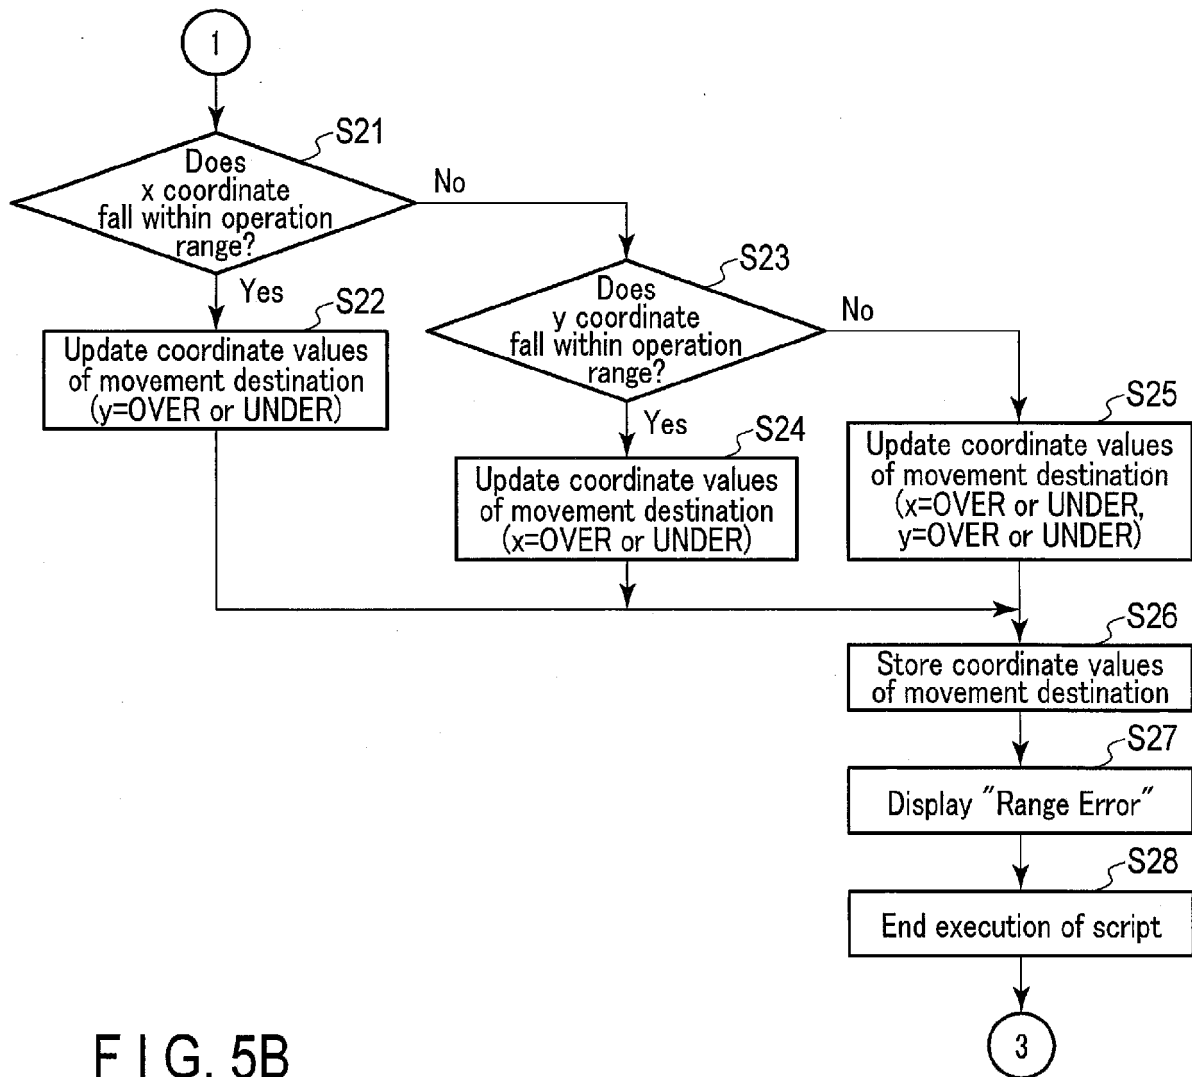 1
S21
Does
x coordinate
fall within operation
range?
No
Yes
S23
Does
y coordinate
fall within operation
range?
No
Yes
S22
Update coordinate values
of movement destination
(y=OVER or UNDER)
S24
Update coordinate values
of movement destination
(x=OVER or UNDER)
S25
Update coordinate values
of movement destination
(x=OVER or UNDER,
y=OVER or UNDER)
S26
Store coordinate values
of movement destination
S27
Display "Range Error"
S28
End execution of script
3
FIG. 5B